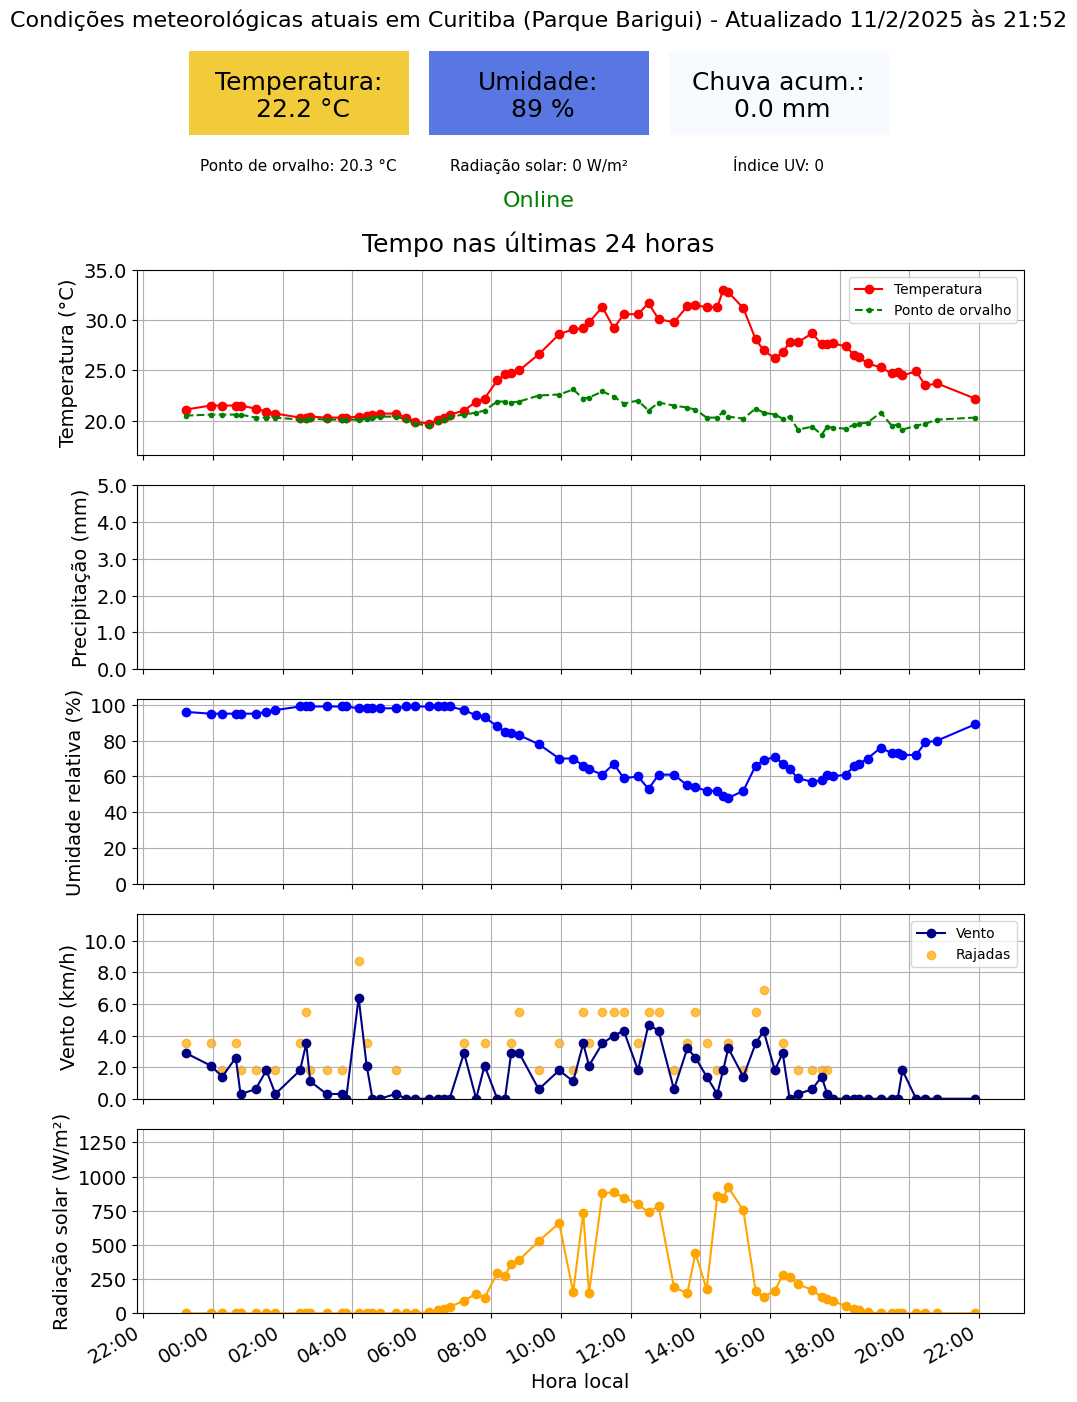 Condições meteorológicas atuais em Curitiba (Parque Barigui) - Atualizado 11/2/2025 às 21:52
Temperatura:
22.2 °C
Umidade:
89 %
Chuva acum.:
0.0 mm
Ponto de orvalho: 20.3 °C
Radiação solar: 0 W/m²
Índice UV: 0
Online
Tempo nas últimas 24 horas
Temperatura (°C)
35.0
30.0
25.0
20.0
Temperatura
Ponto de orvalho
Precipitação (mm)
5.0
4.0
3.0
2.0
1.0
0.0
Umidade relativa (%)
100
80
60
40
20
0
Vento (km/h)
10.0
8.0
6.0
4.0
2.0
0.0
Vento
Rajadas
Radiação solar (W/m²)
1250
1000
750
500
250
0
22:00
00:00
02:00
04:00
06:00
08:00
10:00
12:00
14:00
16:00
18:00
20:00
22:00
Hora local